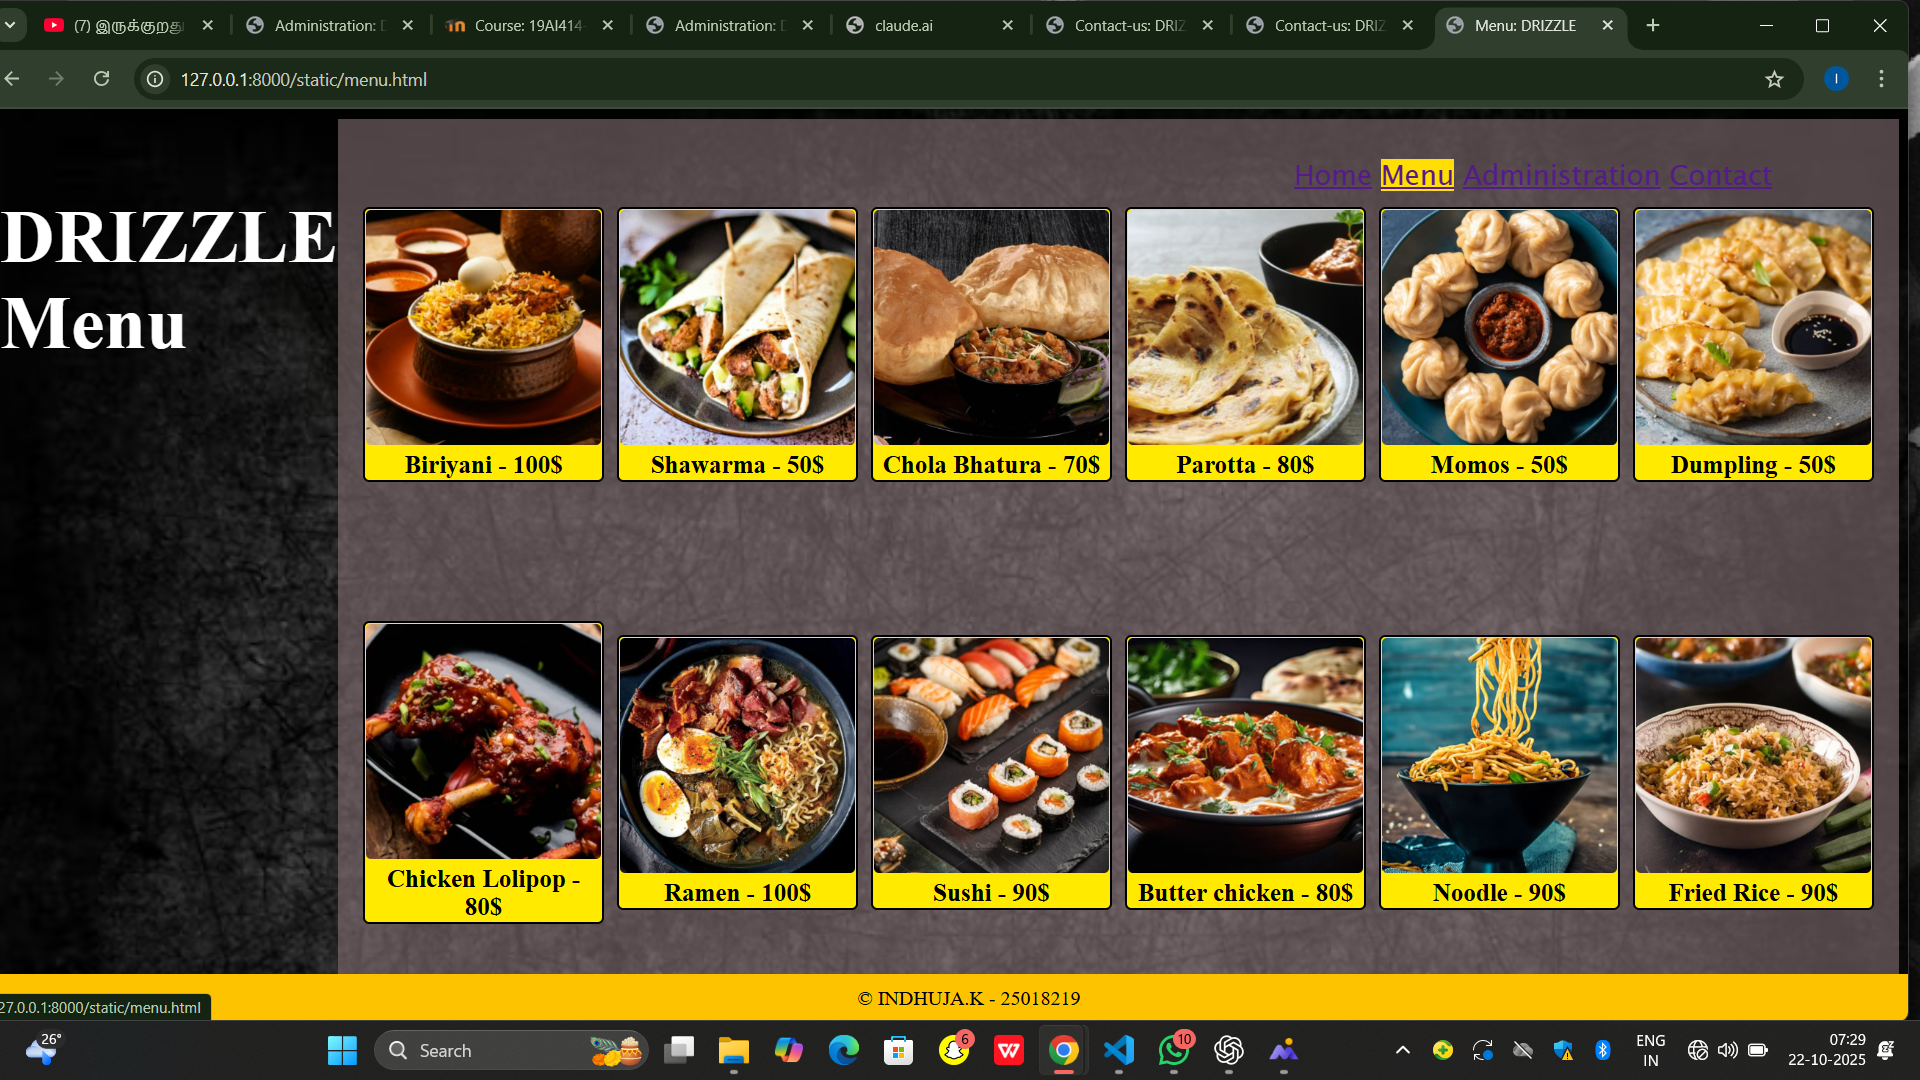 (7) இருக்குறது
Administration: D
Course: 19AI414
Administration: D
claude.ai
Contact-us: DRIZ
Contact-us: DRIZ
Menu: DRIZZLE
127.0.0.1:8000/static/menu.html
I
Home Menu Administration Contact
DRIZZLE
Menu
Biriyani - 100$
Shawarma - 50$
Chola Bhatura - 70$
Parotta - 80$
Momos - 50$
Dumpling - 50$
Chicken Lolipop -
80$
Ramen - 100$
Sushi - 90$
Butter chicken - 80$
Noodle - 90$
Fried Rice - 90$
© INDHUJA.K - 25018219
27.0.0.1:8000/static/menu.html
26°
Search
6
10
ENG
IN
07:29
22-10-2025